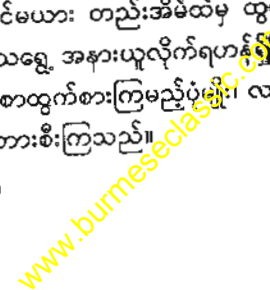 င်မယား တည်းအိမ်ထဲမှ ထွ
သရွေ့ အနားယူလိုက်ရဟန်
စာထွက်စားကြမည့်ပုံမျိုး၊ လ
တားစီးကြသည်။
www.burmeseclassic.com